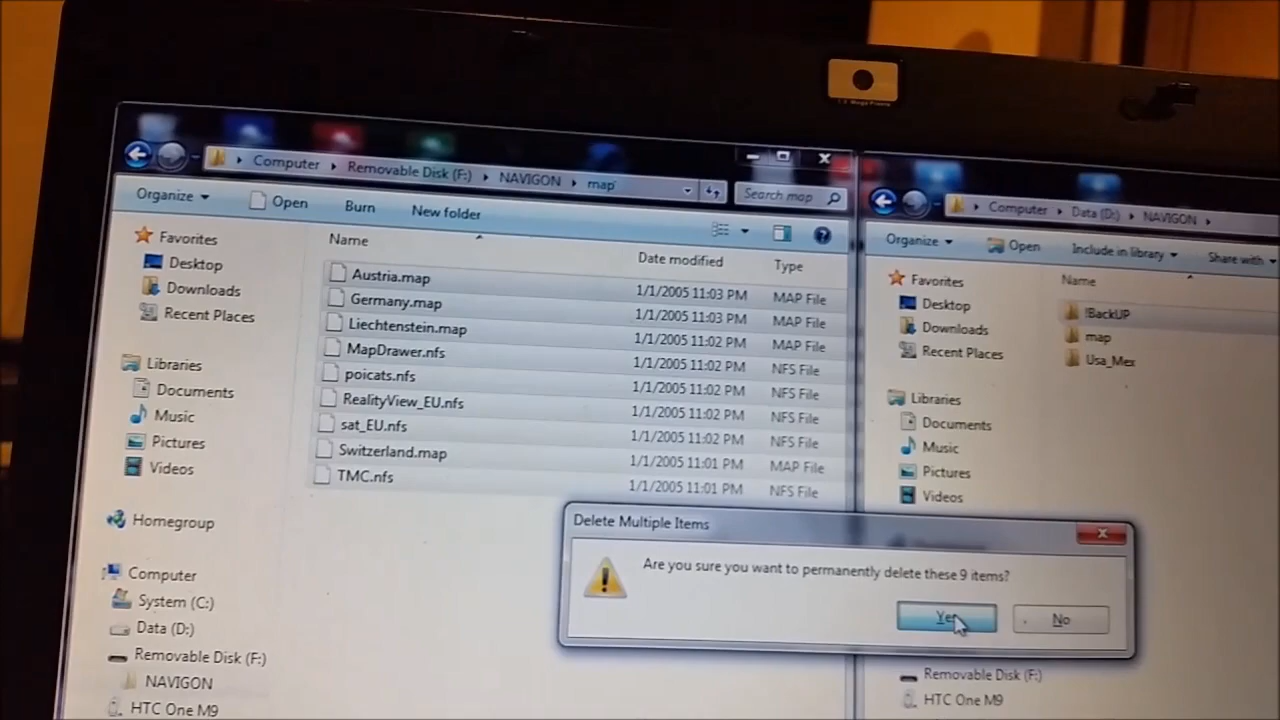 Computer Removable Disk (F:) NAVIGON map
Search map
Organize Open Burn New folder
Favorites
Desktop
Downloads
Recent Places
Libraries
Documents
Music
Pictures
Videos
Homegroup
Computer
System (C:)
Data (D:)
Removable Disk (F:)
NAVIGON
HTC One M9
Name Date modified Type
Austria.map 1/1/2005 11:03 PM MAP File
Germany.map 1/1/2005 11:03 PM MAP File
Liechtenstein.map 1/1/2005 11:02 PM MAP File
MapDrawer.nfs 1/1/2005 11:02 PM NFS File
poicats.nfs 1/1/2005 11:02 PM NFS File
RealityView_EU.nfs 1/1/2005 11:02 PM NFS File
sat_EU.nfs 1/1/2005 11:02 PM NFS File
Switzerland.map 1/1/2005 11:01 PM MAP File
TMC.nfs 1/1/2005 11:01 PM NFS File
Computer Data (D:) NAVIGON
Organize Open Include in library Share with
Favorites
Desktop
Downloads
Recent Places
Libraries
Documents
Music
Pictures
Videos
Removable Disk (F:)
HTC One M9
Name
!BackUP
map
Usa_Mex
Delete Multiple Items
Are you sure you want to permanently delete these 9 items?
Yes No